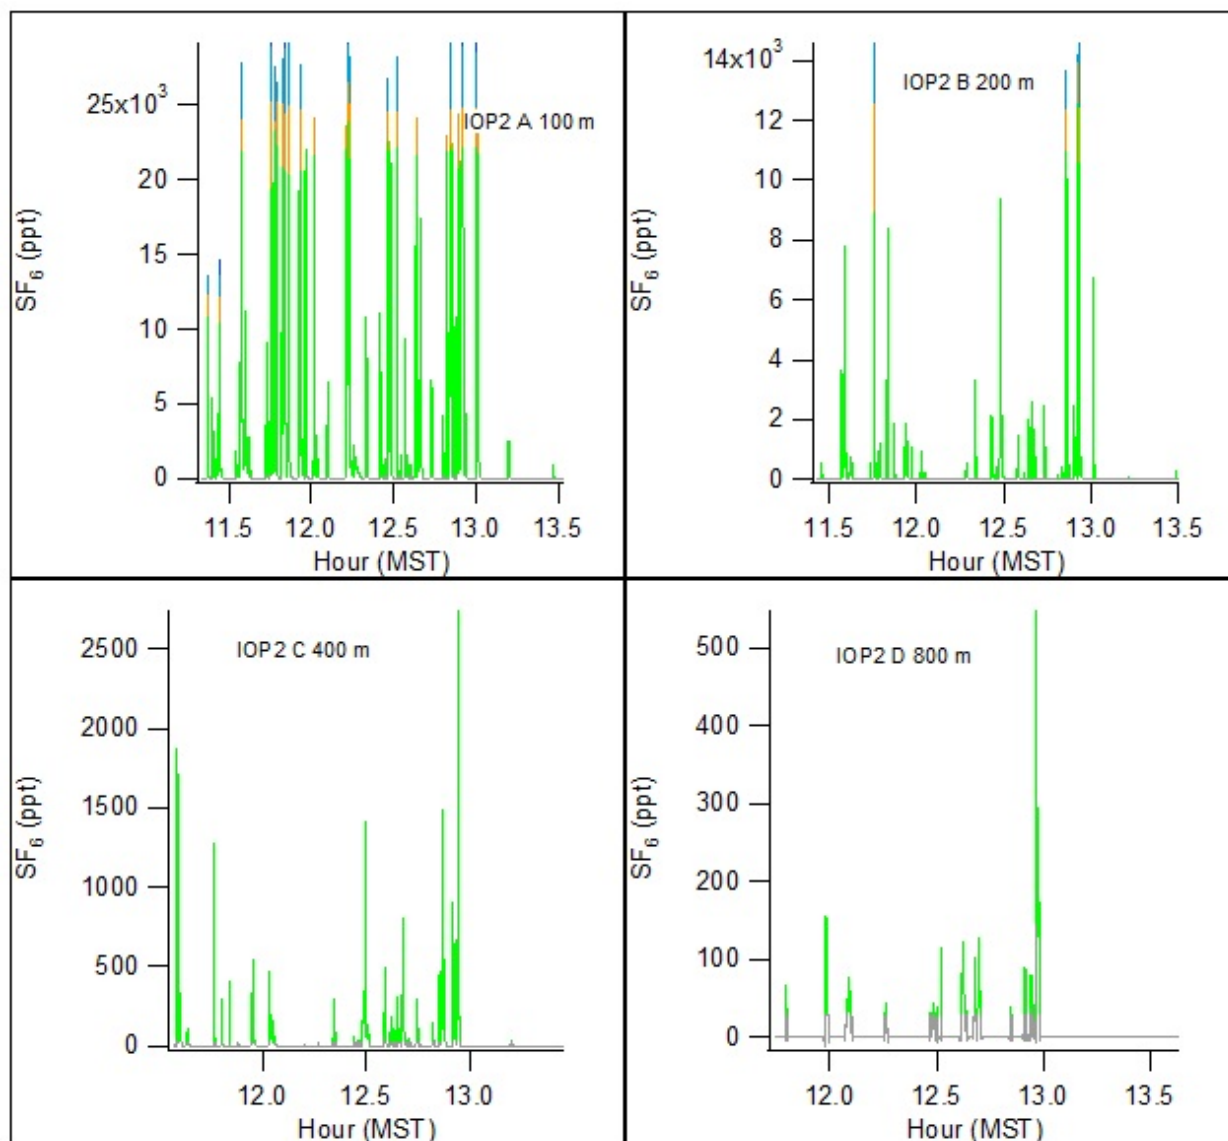 IOP2 A 100 m
SF6 (ppt)
25x10^3
20
15
10
5
0
11.5 12.0 12.5 13.0 13.5
Hour (MST)
IOP2 B 200 m
SF6 (ppt)
14x10^3
12
10
8
6
4
2
0
11.5 12.0 12.5 13.0 13.5
Hour (MST)
IOP2 C 400 m
SF6 (ppt)
2500
2000
1500
1000
500
0
12.0 12.5 13.0
Hour (MST)
IOP2 D 800 m
SF6 (ppt)
500
400
300
200
100
0
12.0 12.5 13.0 13.5
Hour (MST)